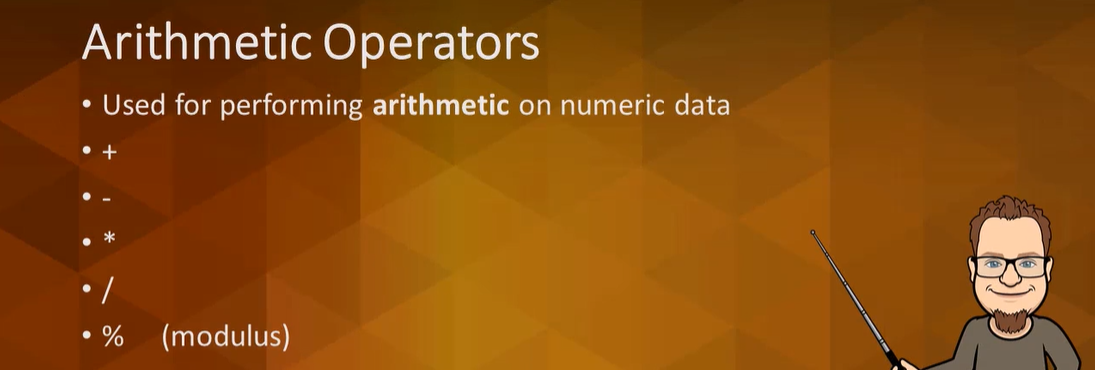 Arithmetic Operators
• Used for performing arithmetic on numeric data
• +
• -
• *
• /
• % (modulus)